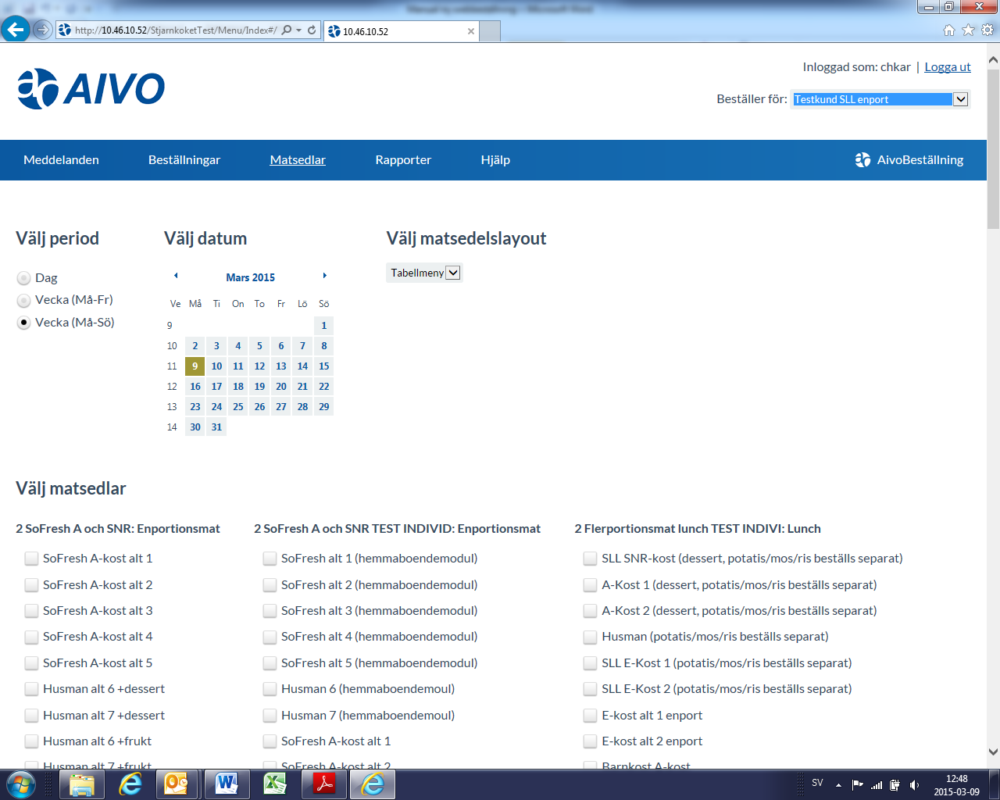 Manual ny webbeställning - Microsoft Word
http://10.46.10.52/StjarnkoketTest/Menu/Index#/
10.46.10.52
AIVO
Inloggad som: chkar | Logga ut
Beställer för: Testkund SLL enport
Meddelanden Beställningar Matsedlar Rapporter Hjälp AivoBeställning
Välj period
Dag
Vecka (Må-Fr)
Vecka (Må-Sö)
Välj datum
Mars 2015
Ve Må Ti On To Fr Lö Sö
9 1
10 2 3 4 5 6 7 8
11 9 10 11 12 13 14 15
12 16 17 18 19 20 21 22
13 23 24 25 26 27 28 29
14 30 31
Välj matsedelslayout
Tabellmeny
Välj matsedlar
2 SoFresh A och SNR: Enportionsmat
SoFresh A-kost alt 1
SoFresh A-kost alt 2
SoFresh A-kost alt 3
SoFresh A-kost alt 4
SoFresh A-kost alt 5
Husman alt 6 +dessert
Husman alt 7 +dessert
Husman alt 6 +frukt
Husman alt 7 +frukt
2 SoFresh A och SNR TEST INDIVID: Enportionsmat
SoFresh alt 1 (hemmaboendemodul)
SoFresh alt 2 (hemmaboendemodul)
SoFresh alt 3 (hemmaboendemodul)
SoFresh alt 4 (hemmaboendemodul)
SoFresh alt 5 (hemmaboendemodul)
Husman 6 (hemmaboendemoul)
Husman 7 (hemmaboendemoul)
SoFresh A-kost alt 1
SoFresh A-kost alt 2
2 Flerportionsmat lunch TEST INDIVI: Lunch
SLL SNR-kost (dessert, potatis/mos/ris beställs separat)
A-Kost 1 (dessert, potatis/mos/ris beställs separat)
A-Kost 2 (dessert, potatis/mos/ris beställs separat)
Husman (potatis/mos/ris beställs separat)
SLL E-Kost 1 (potatis/mos/ris beställs separat)
SLL E-Kost 2 (potatis/mos/ris beställs separat)
E-kost alt 1 enport
E-kost alt 2 enport
Barnkost A-kost
SV
12:48
2015-03-09